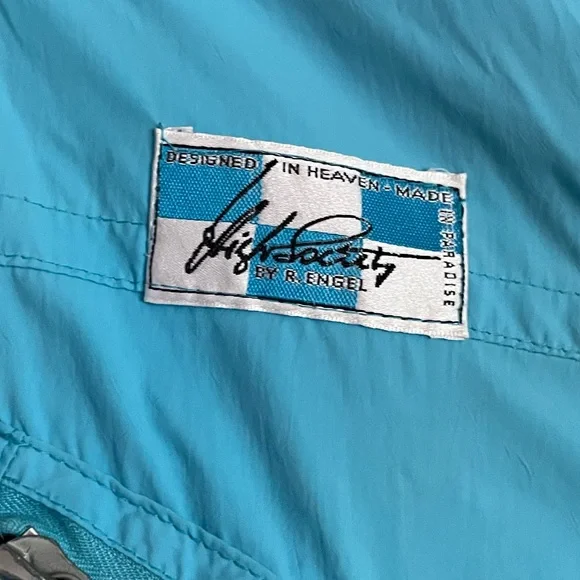 DESIGNED IN HEAVEN - MADE
IN PARADISE
High Society
BY R. ENGEL